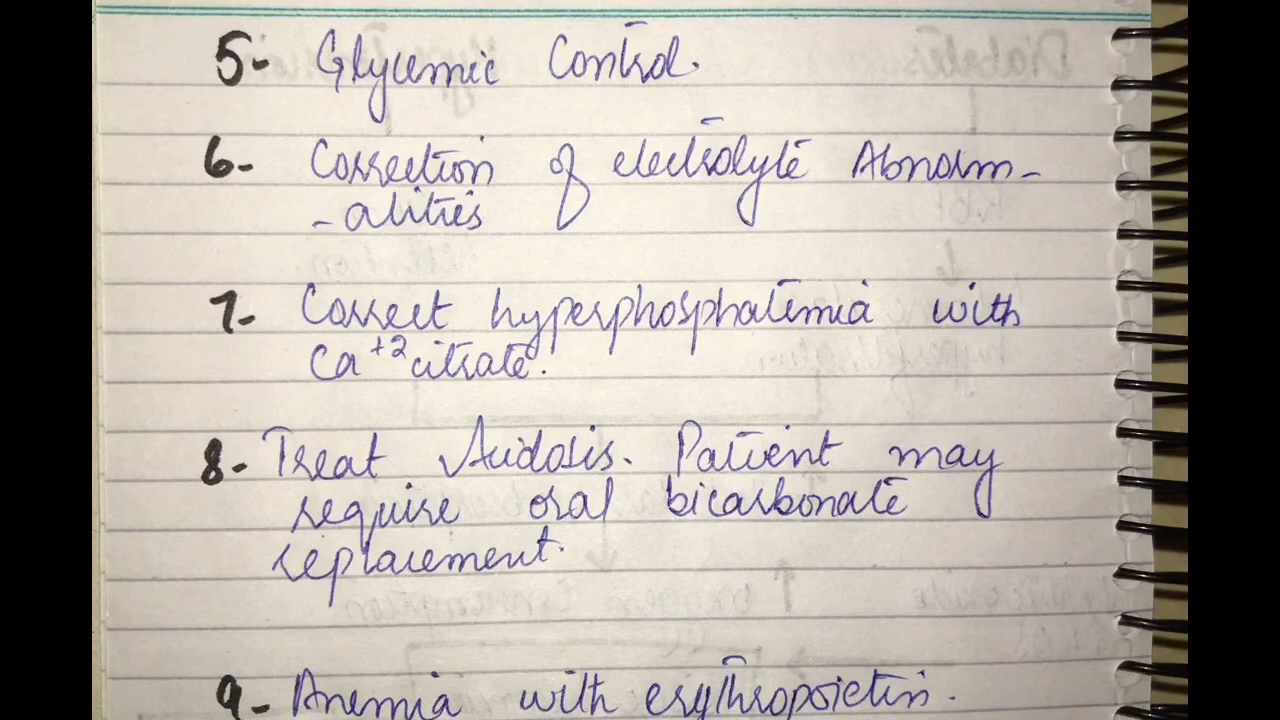 5- Glycemic Control.
6- Correction of electrolyte Abnorm-
-alities
7- Correct hyperphosphatemia with
Ca+2 citrate.
8- Treat Acidosis. Patient may
require oral bicarbonate
replacement.
9- Anemia with erythropoietin.